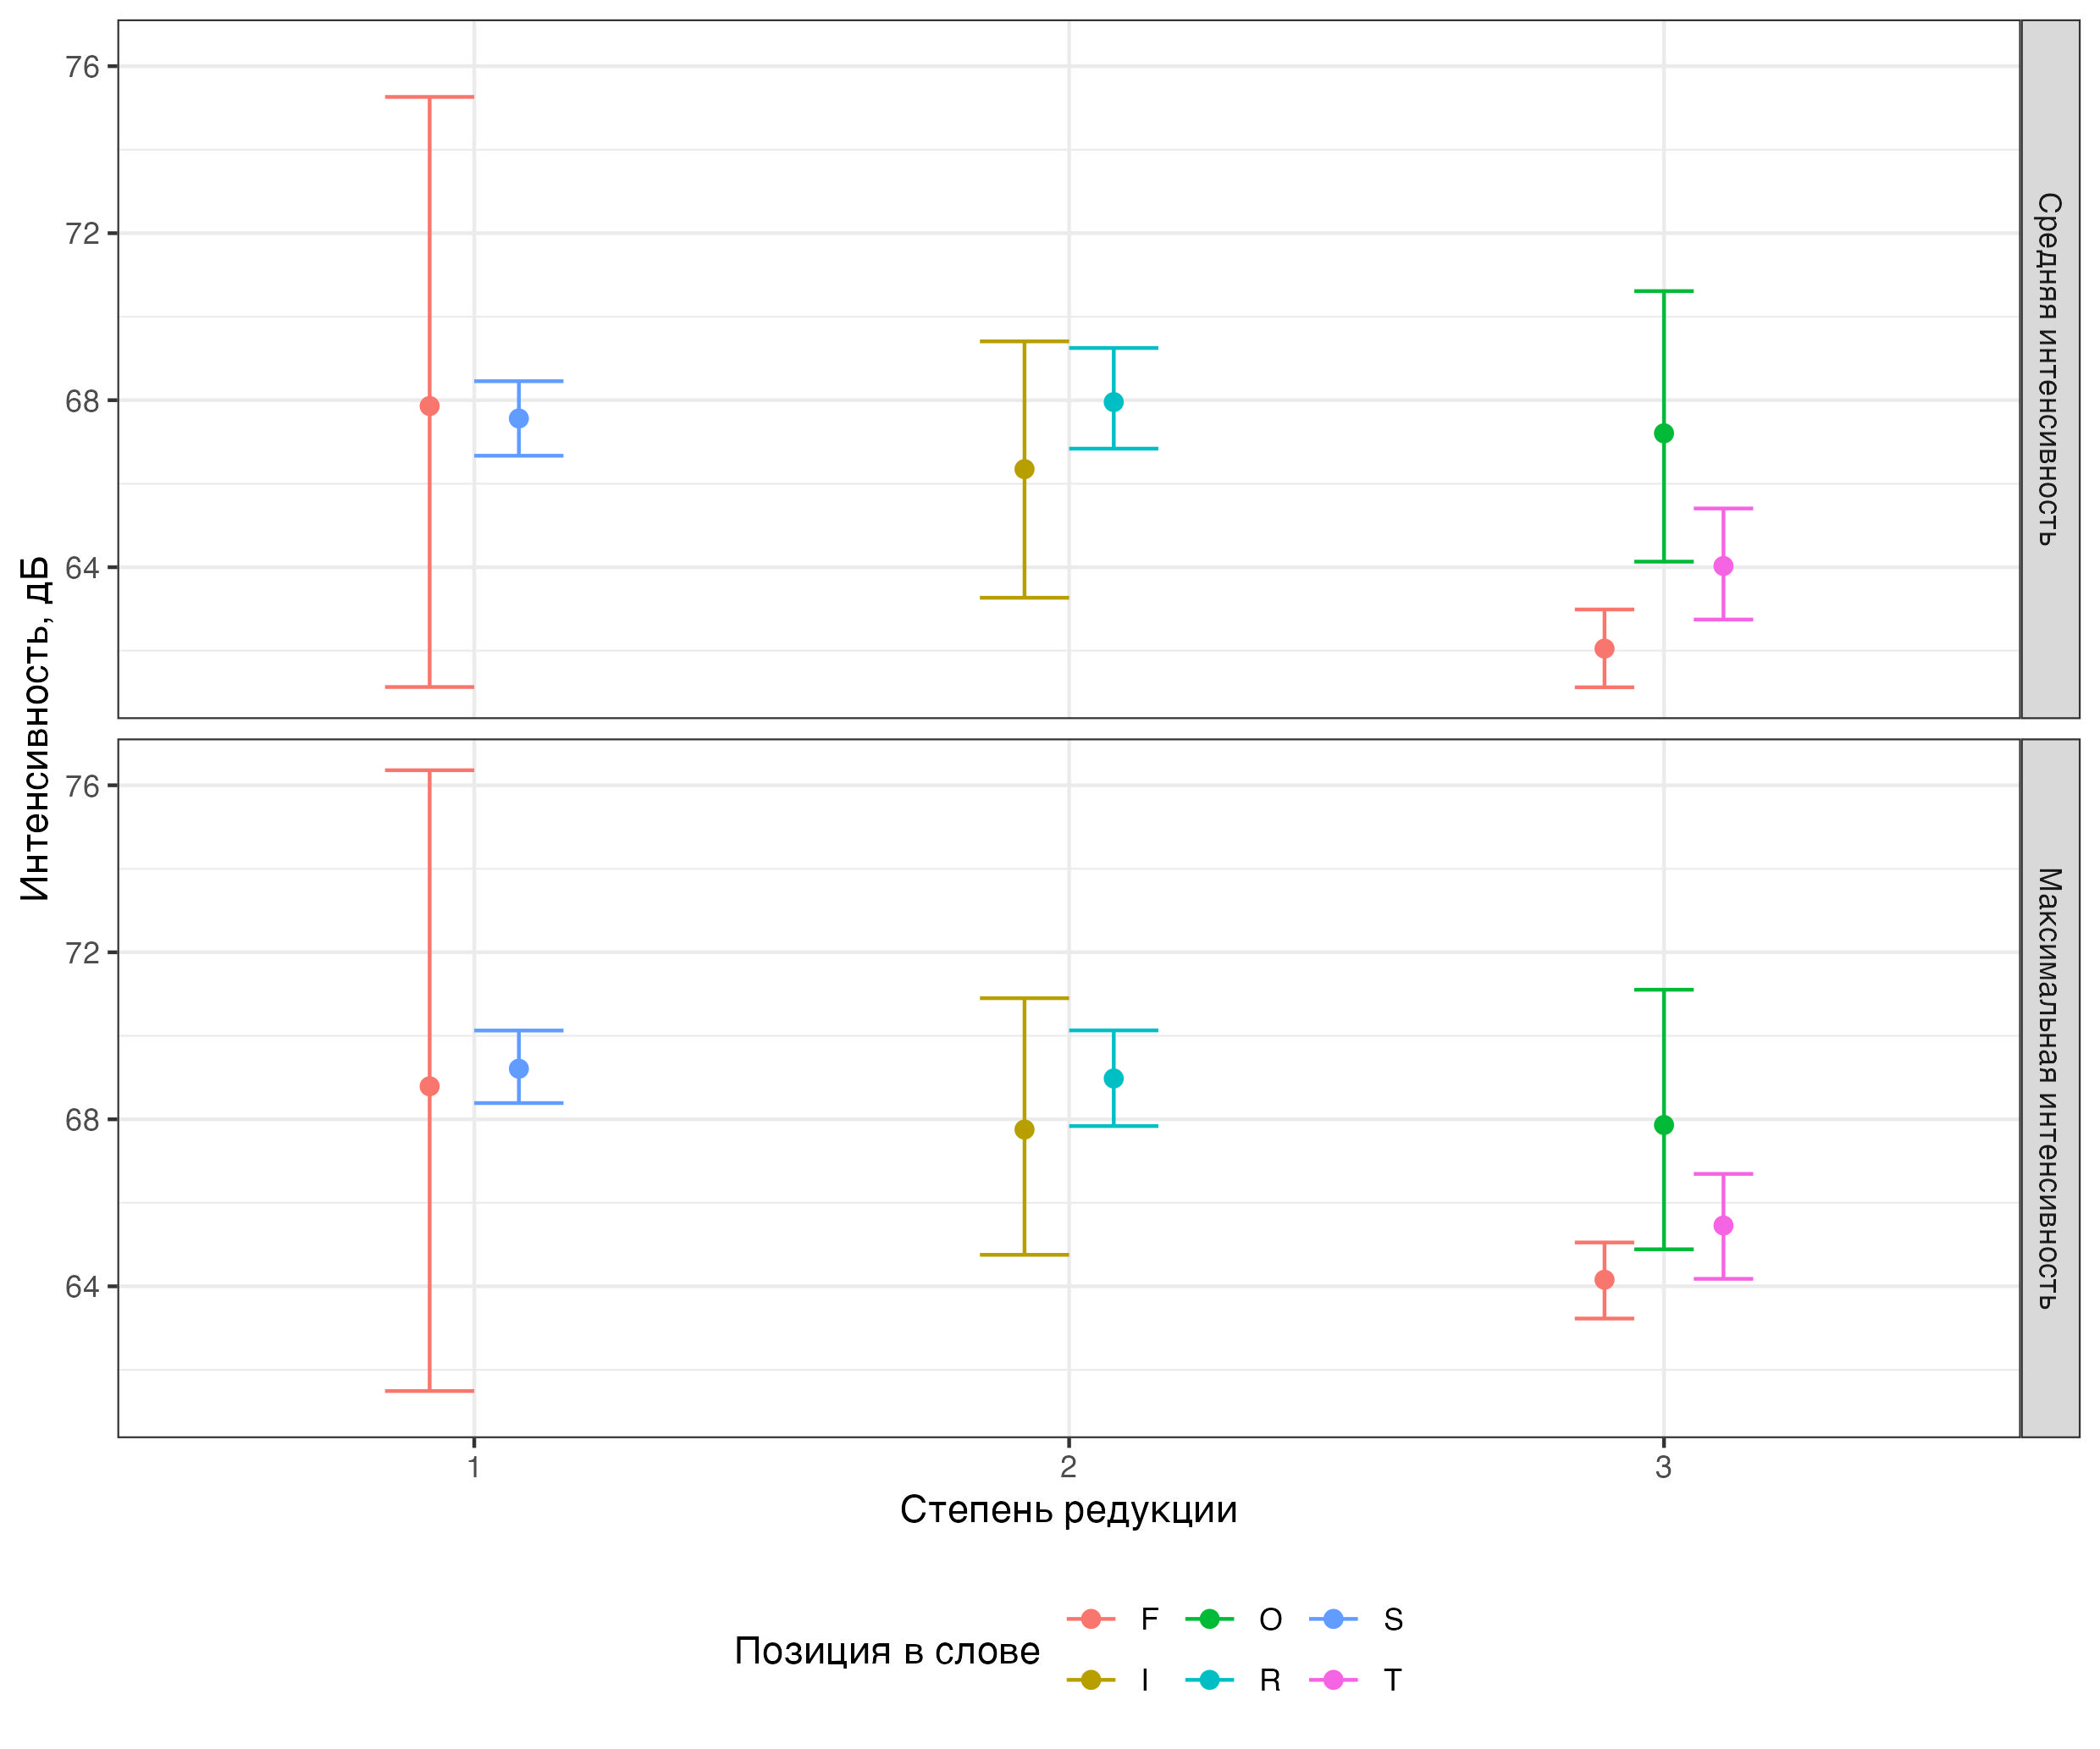 Интенсивность, дБ
76
72
68
64
Средняя интенсивность
76
72
68
64
Максимальная интенсивность
1 2 3
Степень редукции
Позиция в слове
F O S
I R T